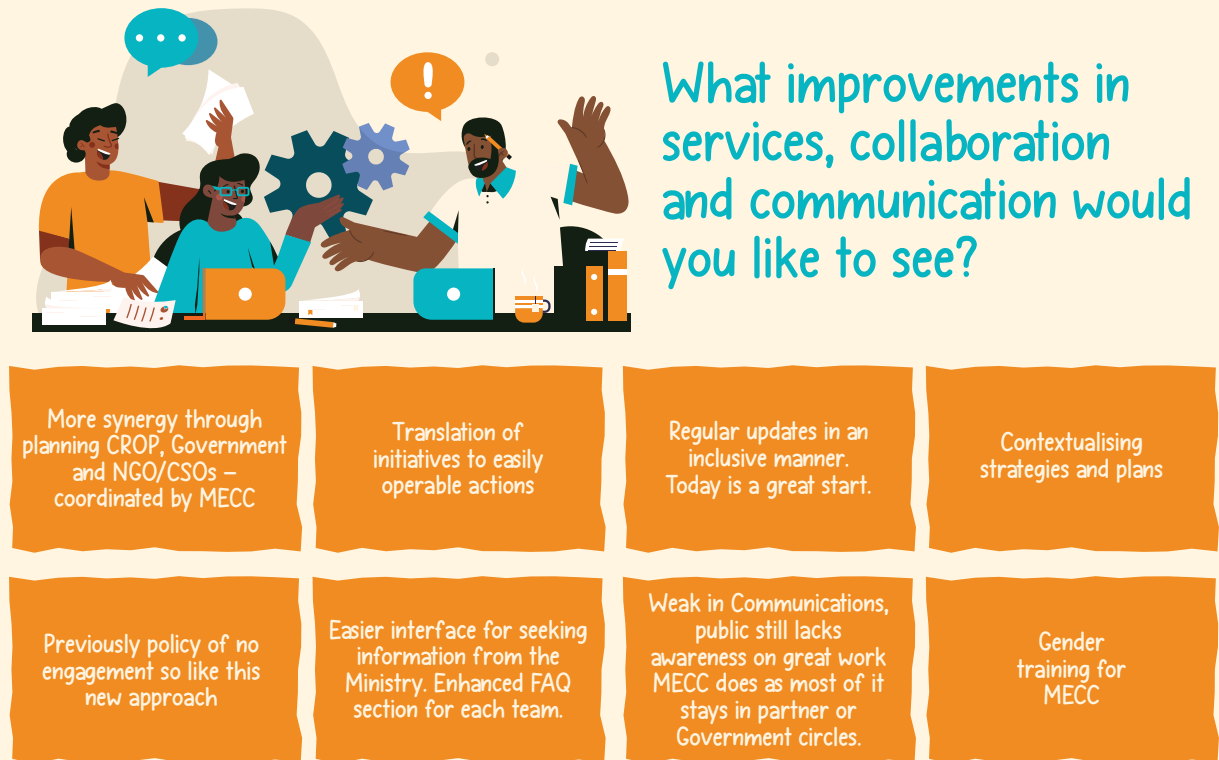 What improvements in
services, collaboration
and communication would
you like to see?
More synergy through
planning CROP, Government
and NGO/CSOs –
coordinated by MECC
Translation of
initiatives to easily
operable actions
Regular updates in an
inclusive manner.
Today is a great start.
Contextualising
strategies and plans
Previously policy of no
engagement so like this
new approach
Easier interface for seeking
information from the
Ministry. Enhanced FAQ
section for each team.
Weak in Communications,
public still lacks
awareness on great work
MECC does as most of it
stays in partner or
Government circles.
Gender
training for
MECC